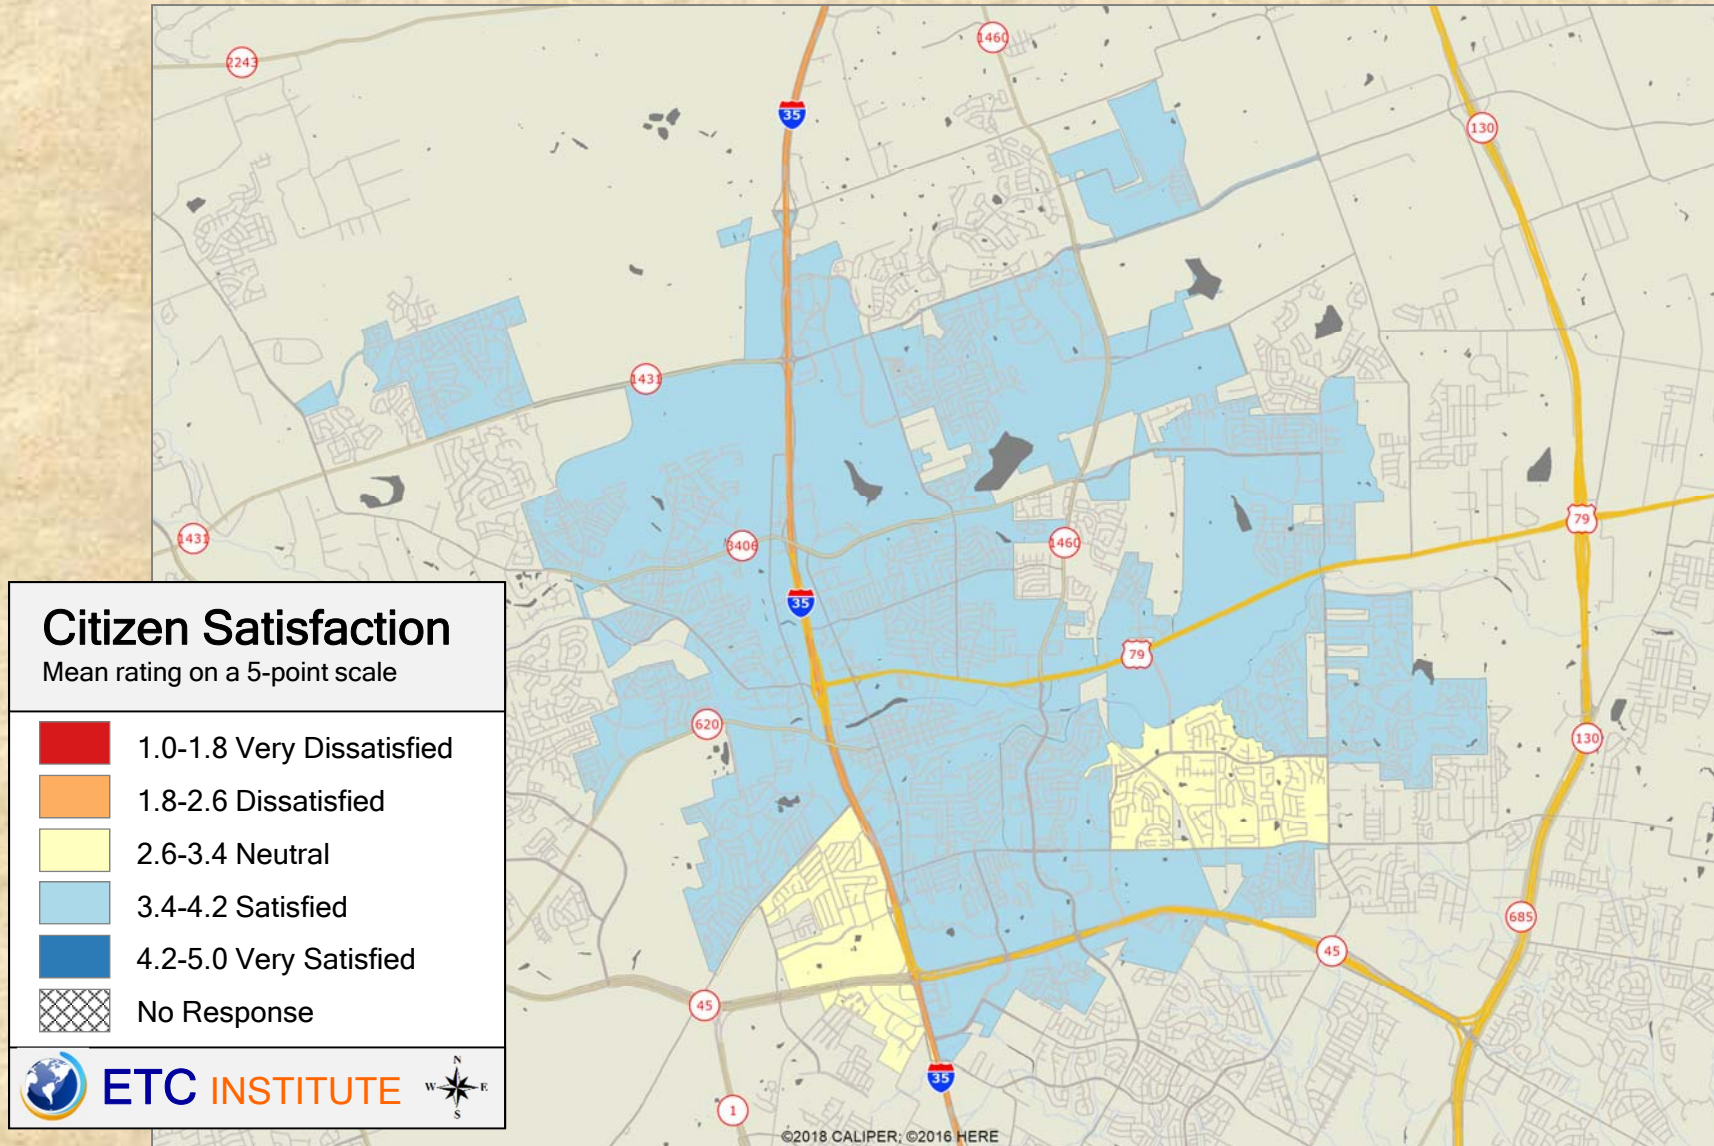 2243
1460
35
130
1431
1431
3406
1460
79
35
79
620
130
685
45
45
35
1
Citizen Satisfaction
Mean rating on a 5-point scale
1.0-1.8 Very Dissatisfied
1.8-2.6 Dissatisfied
2.6-3.4 Neutral
3.4-4.2 Satisfied
4.2-5.0 Very Satisfied
No Response
ETC INSTITUTE
N
W E
S
©2018 CALIPER; ©2016 HERE